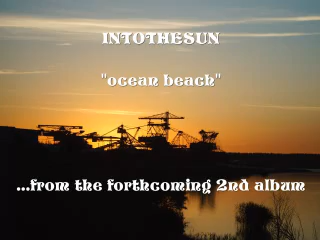 INTOTHESUN
"ocean beach"
...from the forthcoming 2nd album